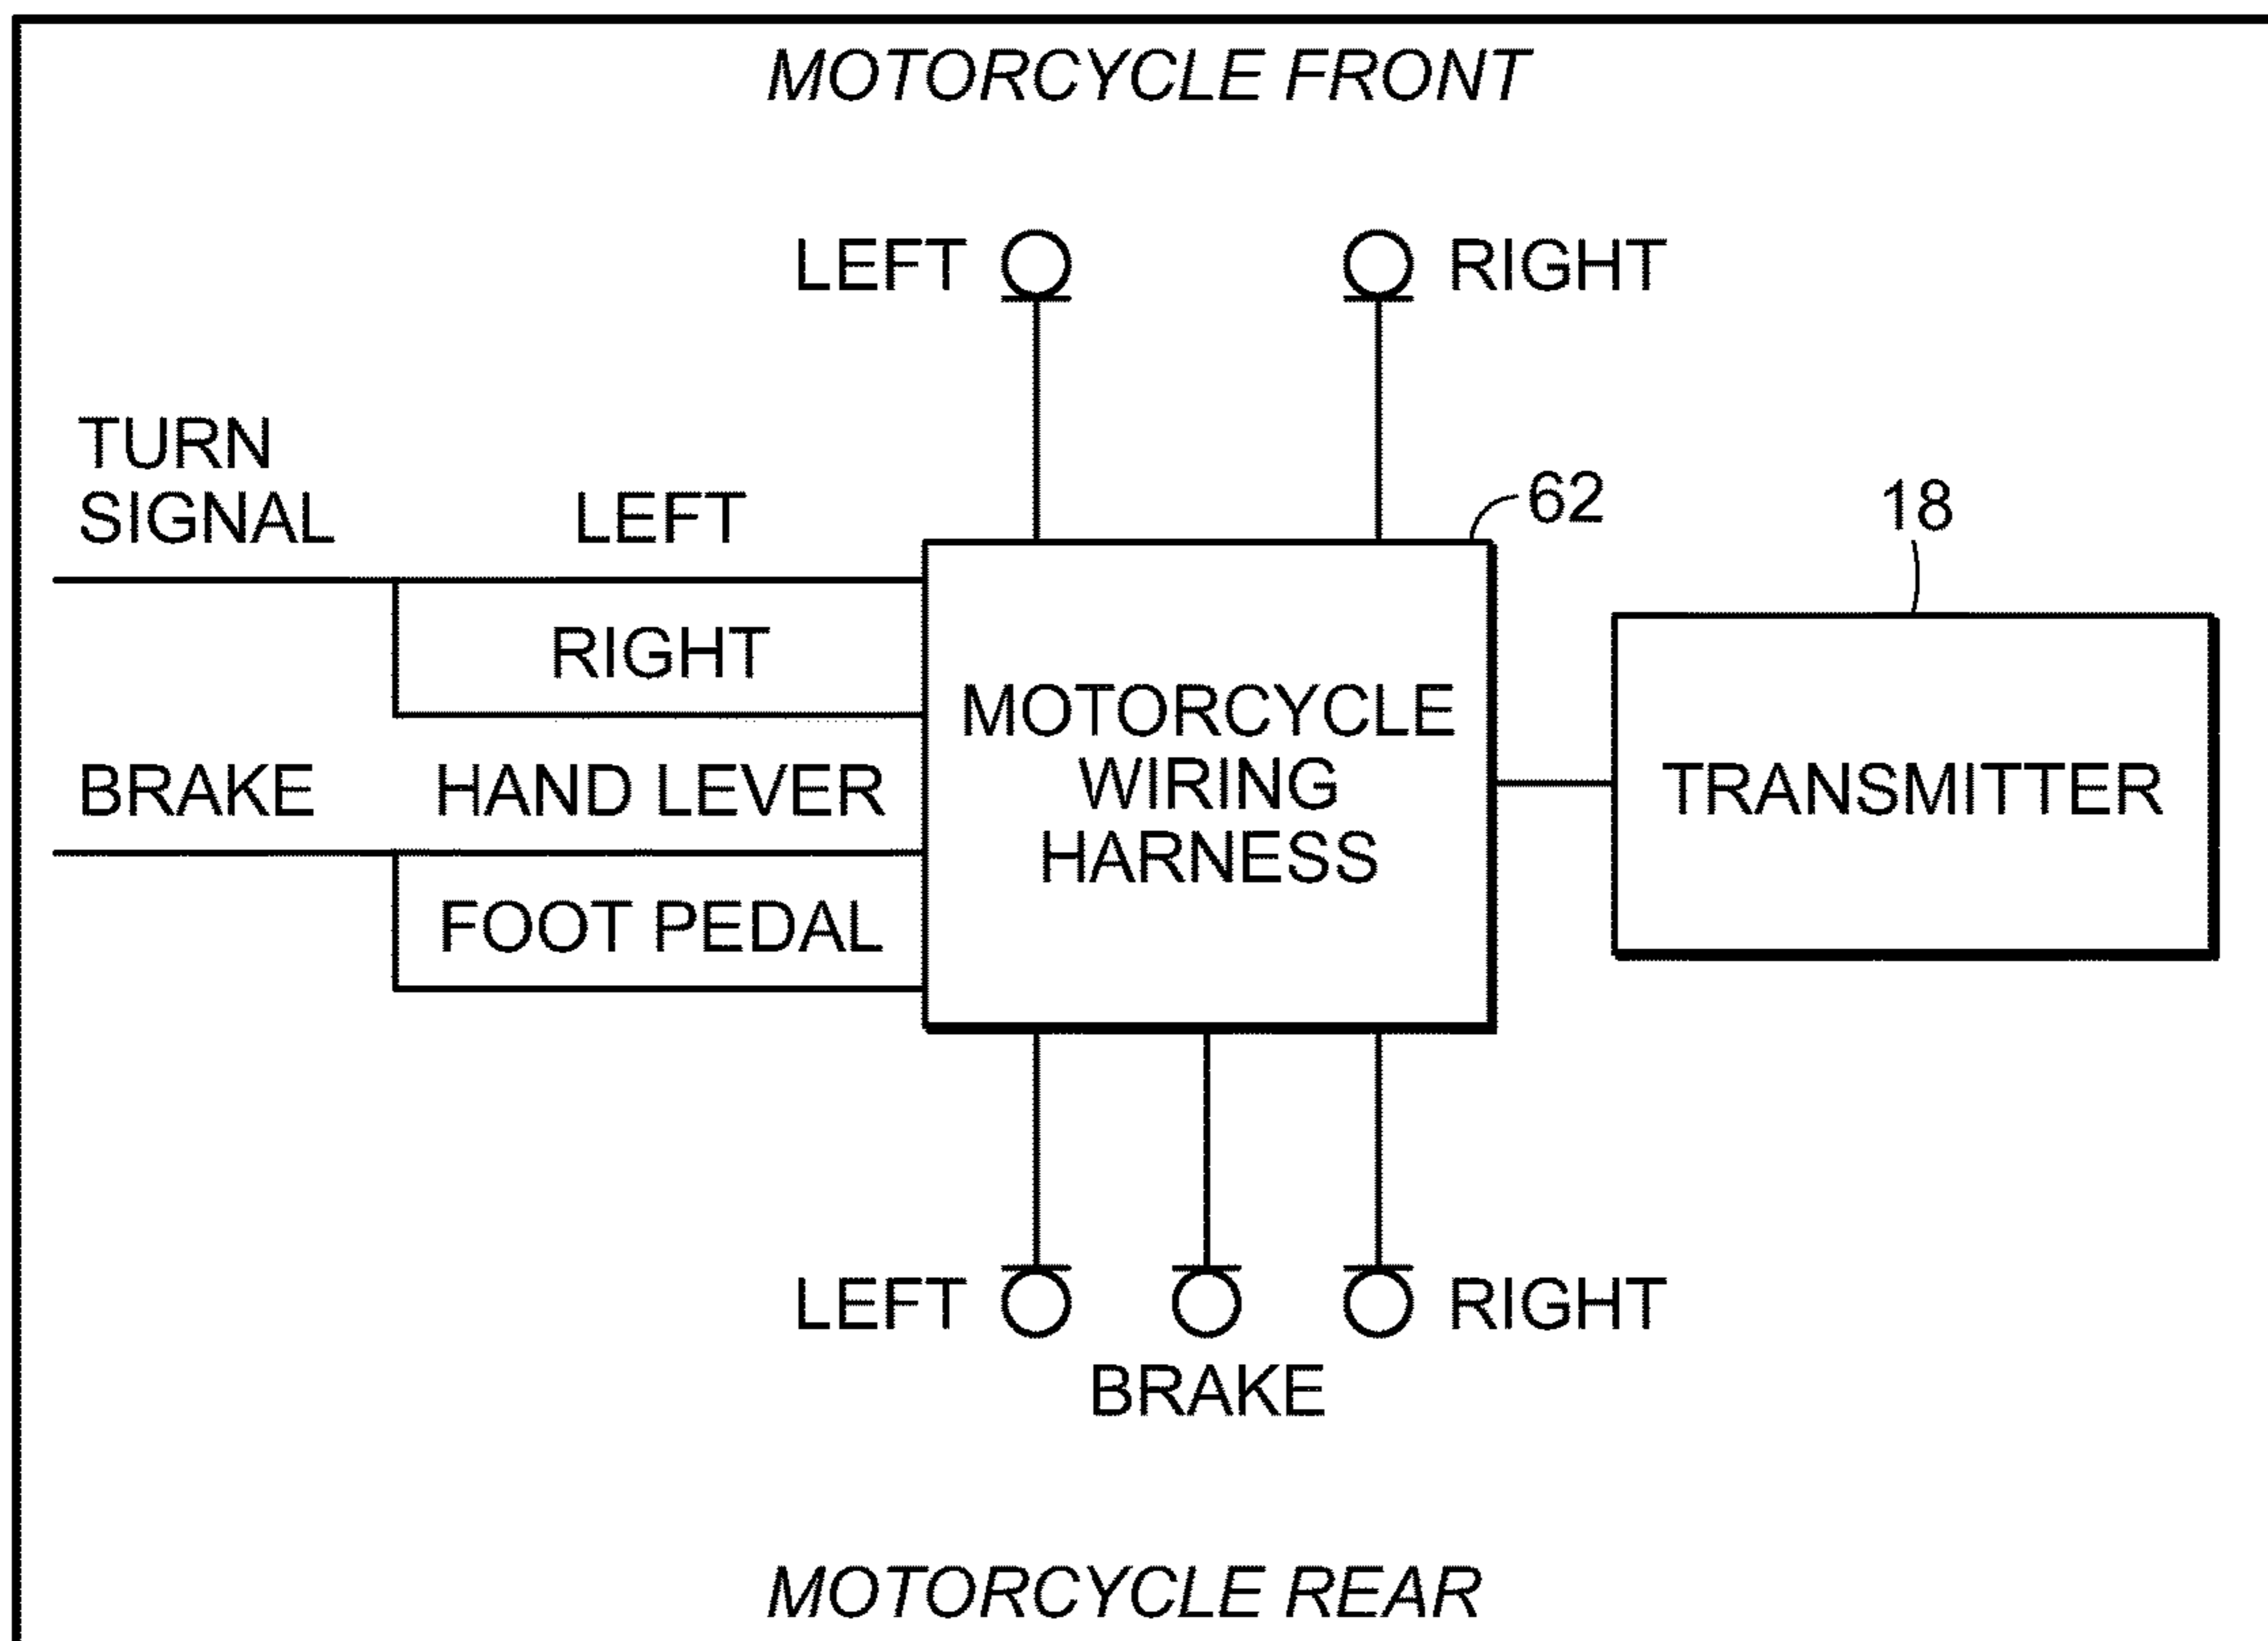 MOTORCYCLE FRONT
LEFT
RIGHT
TURN
SIGNAL
LEFT
62
18
RIGHT
MOTORCYCLE
WIRING
HARNESS
BRAKE
HAND LEVER
TRANSMITTER
FOOT PEDAL
LEFT
RIGHT
BRAKE
MOTORCYCLE REAR